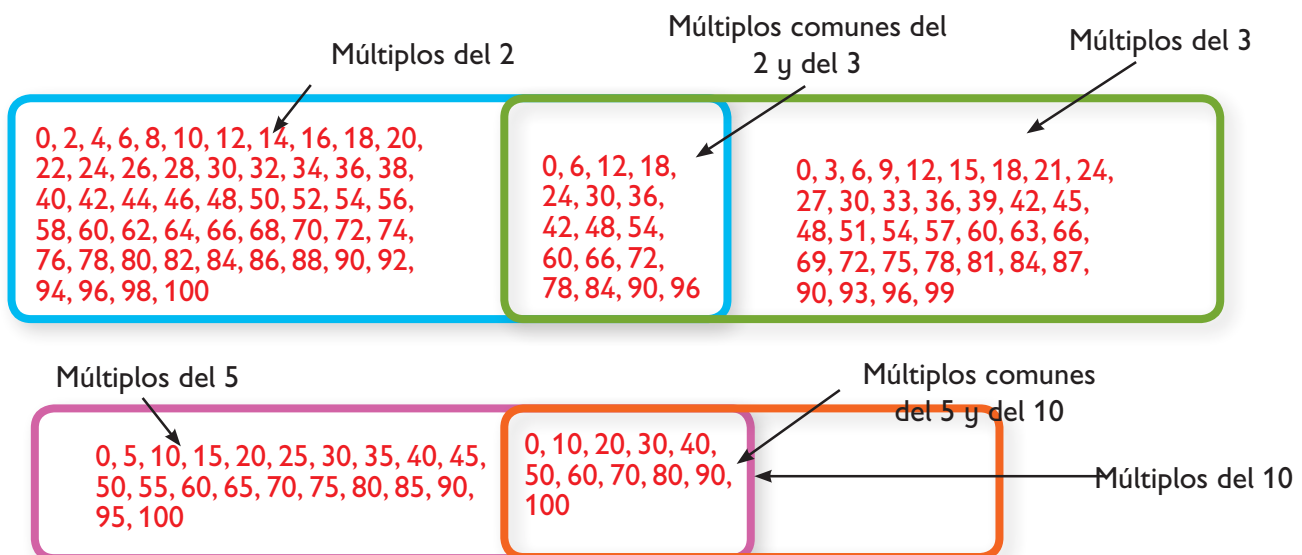 Múltiplos del 2
Múltiplos comunes del
2 y del 3
Múltiplos del 3
0, 2, 4, 6, 8, 10, 12, 14, 16, 18, 20,
22, 24, 26, 28, 30, 32, 34, 36, 38,
40, 42, 44, 46, 48, 50, 52, 54, 56,
58, 60, 62, 64, 66, 68, 70, 72, 74,
76, 78, 80, 82, 84, 86, 88, 90, 92,
94, 96, 98, 100
0, 6, 12, 18,
24, 30, 36,
42, 48, 54,
60, 66, 72,
78, 84, 90, 96
0, 3, 6, 9, 12, 15, 18, 21, 24,
27, 30, 33, 36, 39, 42, 45,
48, 51, 54, 57, 60, 63, 66,
69, 72, 75, 78, 81, 84, 87,
90, 93, 96, 99
Múltiplos del 5
Múltiplos comunes
del 5 y del 10
0, 5, 10, 15, 20, 25, 30, 35, 40, 45,
50, 55, 60, 65, 70, 75, 80, 85, 90,
95, 100
0, 10, 20, 30, 40,
50, 60, 70, 80, 90,
100
Múltiplos del 10